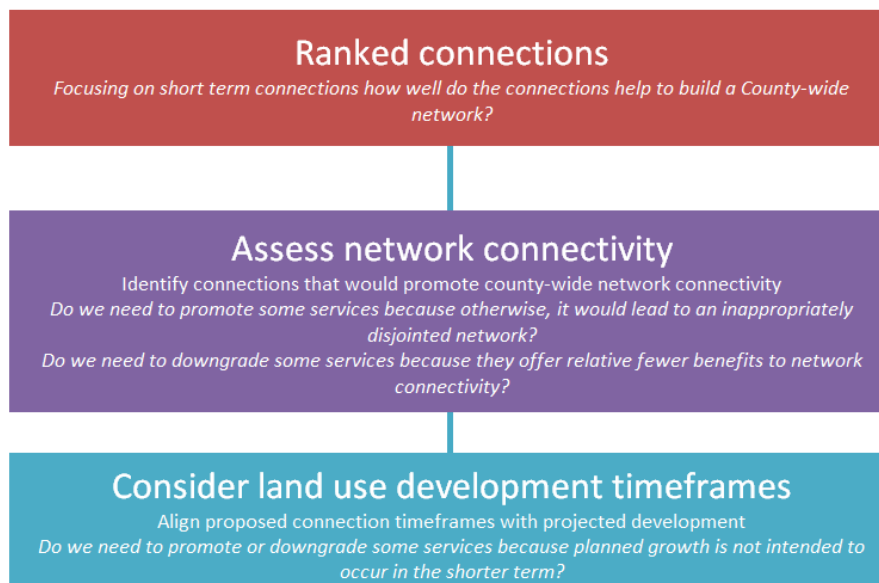 Ranked connections
Focusing on short term connections how well do the connections help to build a County-wide
network?
Assess network connectivity
Identify connections that would promote county-wide network connectivity
Do we need to promote some services because otherwise, it would lead to an inappropriately
disjointed network?
Do we need to downgrade some services because they offer relative fewer benefits to network
connectivity?
Consider land use development timeframes
Align proposed connection timeframes with projected development
Do we need to promote or downgrade some services because planned growth is not intended to
occur in the shorter term?